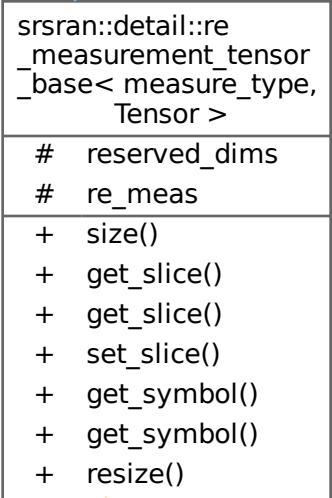 srsran::detail::re
_measurement_tensor
_base< measure_type,
Tensor >
# reserved_dims
# re_meas
+ size()
+ get_slice()
+ get_slice()
+ set_slice()
+ get_symbol()
+ get_symbol()
+ resize()